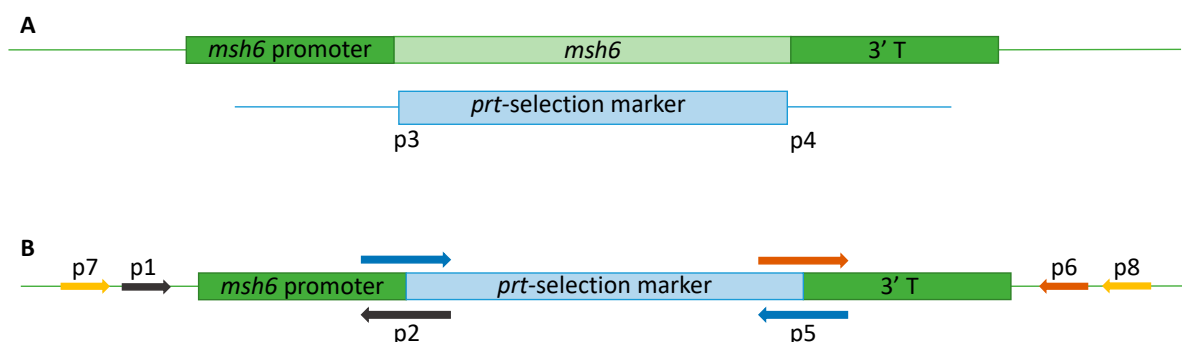 A
msh6 promoter msh6 3’ T
prt-selection marker
p3 p4
B
p7 p1 p6 p8
msh6 promoter prt-selection marker 3’ T
p2 p5